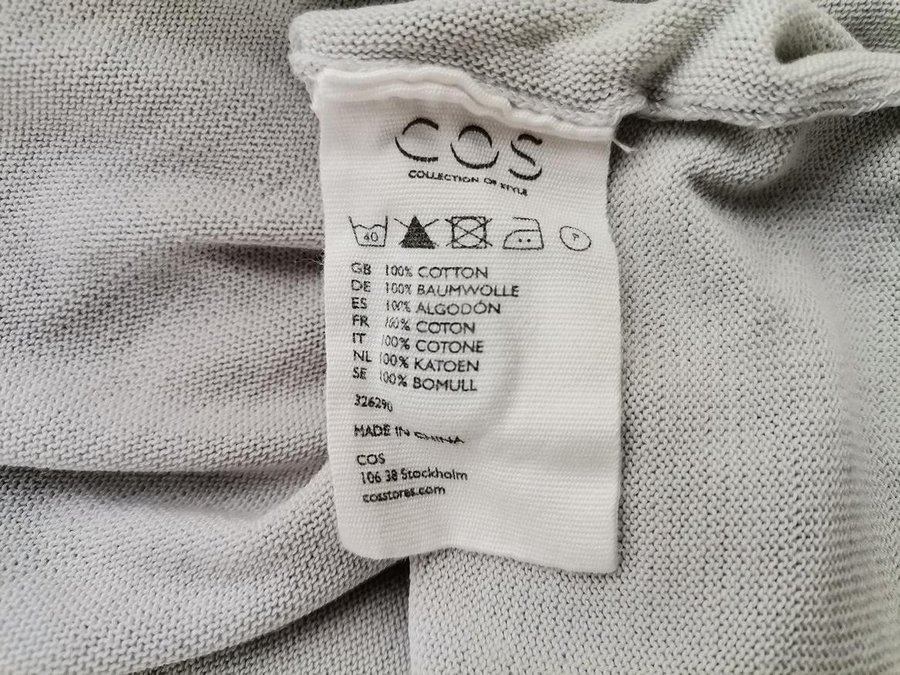 COS
COLLECTION OF STYLE
40 P
GB 100% COTTON
DE 100% BAUMWOLLE
ES 100% ALGODÓN
FR 100% COTON
IT 100% COTONE
NL 100% KATOEN
SE 100% BOMULL
326290
MADE IN CHINA
COS
106 38 Stockholm
cosstores.com